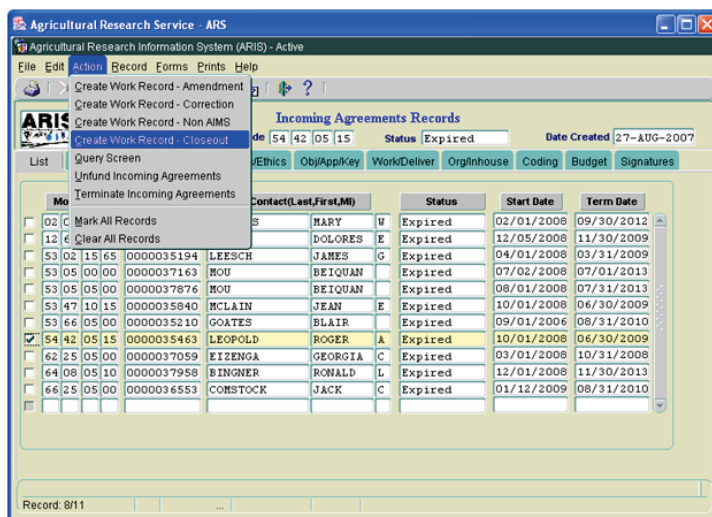 Agricultural Research Service - ARS
Agricultural Research Information System (ARIS) - Active
File Edit Action Record Forms Prints Help
Create Work Record - Amendment
Create Work Record - Correction
Create Work Record - Non AIMS
Create Work Record - Closeout
Query Screen
Unfund Incoming Agreements
Terminate Incoming Agreements
Mark All Records
Clear All Records
ARIS
Incoming Agreements Records
de 54 42 05 15 Status Expired Date Created 27-AUG-2007
List s/Ethics Obj/App/Key Work/Deliver Org/Inhouse Coding Budget Signatures
Mo Contact(Last,First,MI) Status Start Date Term Date
02 S MARY W Expired 02/01/2008 09/30/2012
12 6 DOLORES E Expired 12/05/2008 11/30/2009
53 02 15 65 0000035194 LEESCH JAMES G Expired 04/01/2008 03/31/2009
53 05 00 00 0000037163 MOU BEIQUAN Expired 07/02/2008 07/01/2013
53 05 05 00 0000037876 MOU BEIQUAN Expired 08/01/2008 07/31/2013
53 47 10 15 0000035840 MCLAIN JEAN E Expired 10/01/2008 06/30/2009
53 66 05 00 0000035210 GOATES BLAIR Expired 09/01/2006 08/31/2010
54 42 05 15 0000035463 LEOPOLD ROGER A Expired 10/01/2008 06/30/2009
62 25 05 00 0000037059 EIZENGA GEORGIA C Expired 03/01/2008 10/31/2008
64 08 05 10 0000037958 BINGNER RONALD L Expired 12/01/2008 11/30/2013
66 25 05 00 0000036553 COMSTOCK JACK C Expired 01/12/2009 08/31/2010
Record: 8/11 ...